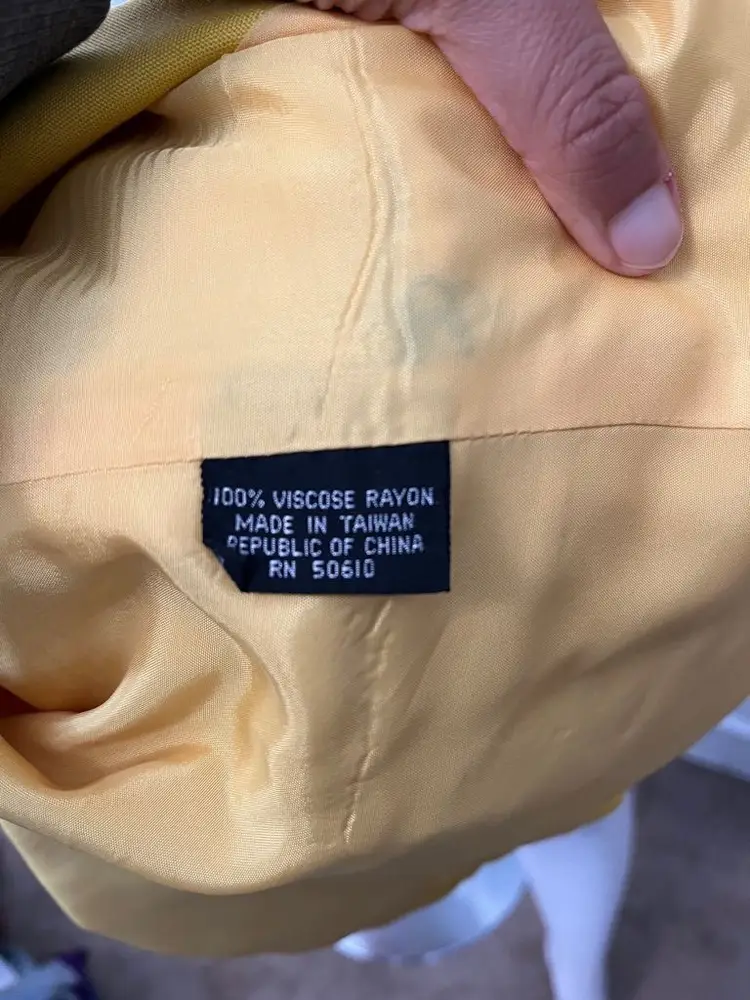 100% VISCOSE RAYON
MADE IN TAIWAN
REPUBLIC OF CHINA
RN 50610